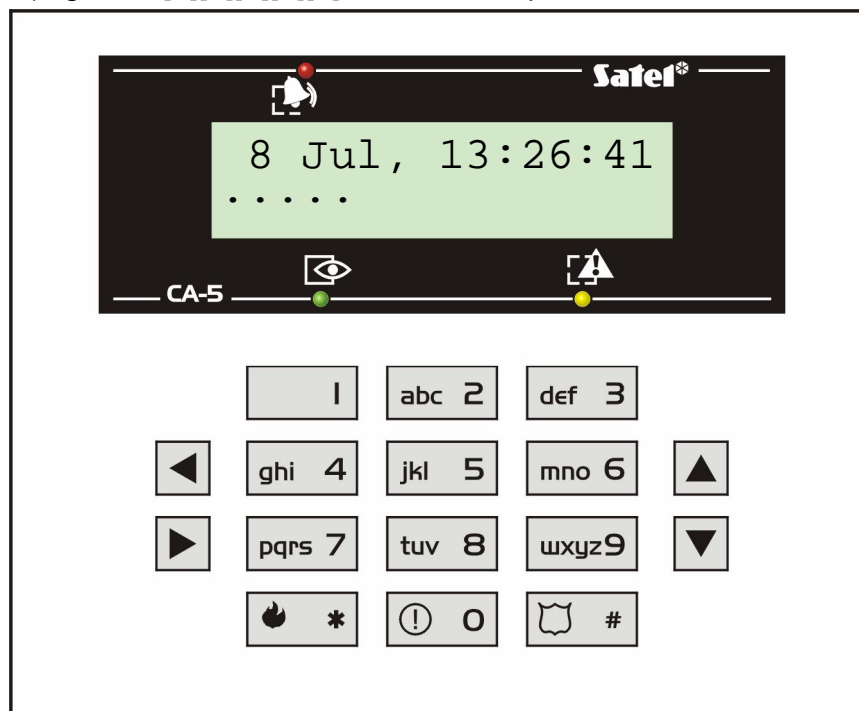 Satel
8 Jul, 13:26:41
.....
CA-5
1
abc 2
def 3
ghi 4
jkl 5
mno 6
pqrs 7
tuv 8
wxyz9
*
! 0
#